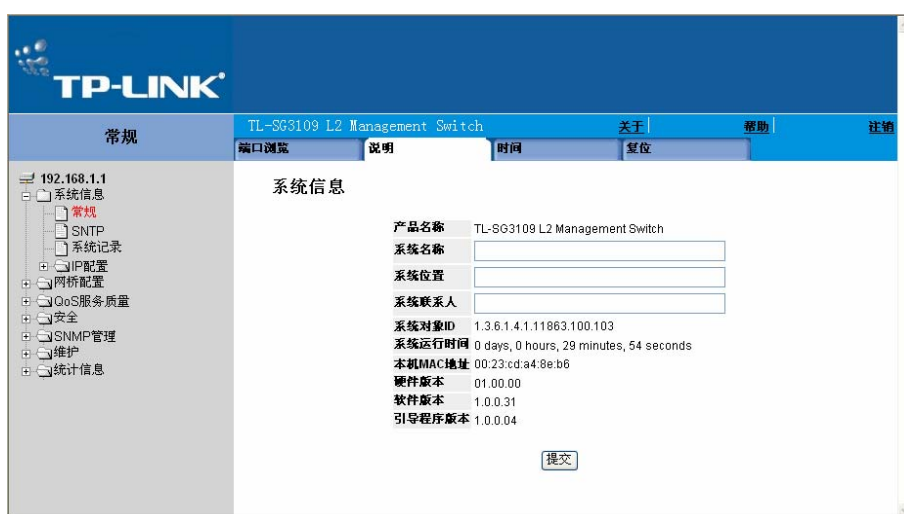 TP-LINK
常规
TL-SG3109 L2 Management Switch
关于
帮助
注销
端口浏览
说明
时间
复位
192.168.1.1
系统信息
常规
SNTP
系统记录
IP配置
网桥配置
QoS服务质量
安全
SNMP管理
维护
统计信息
系统信息
产品名称 TL-SG3109 L2 Management Switch
系统名称
系统位置
系统联系人
系统对象ID 1.3.6.1.4.1.11863.100.103
系统运行时间 0 days, 0 hours, 29 minutes, 54 seconds
本机MAC地址 00:23:cd:a4:8e:b6
硬件版本 01.00.00
软件版本 1.0.0.31
引导程序版本 1.0.0.04
提交